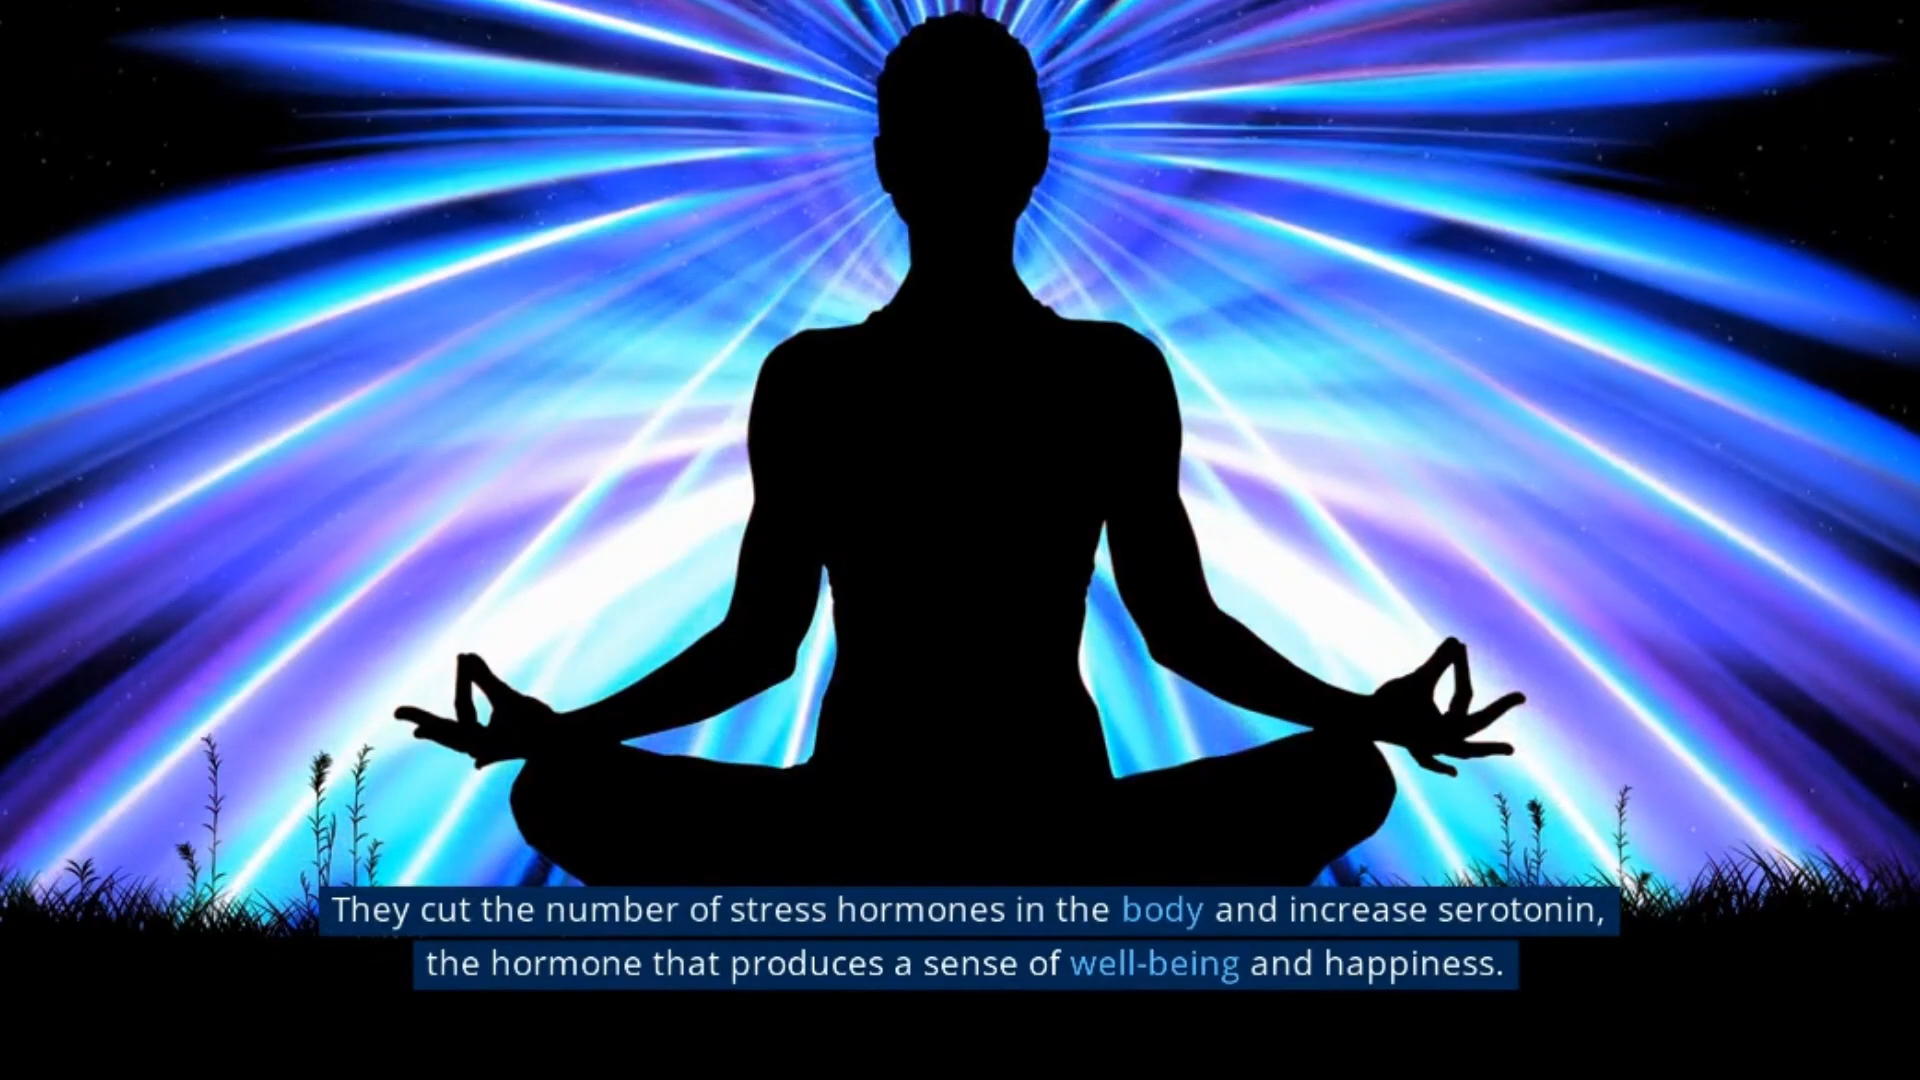 They cut the number of stress hormones in the body and increase serotonin,
the hormone that produces a sense of well-being and happiness.